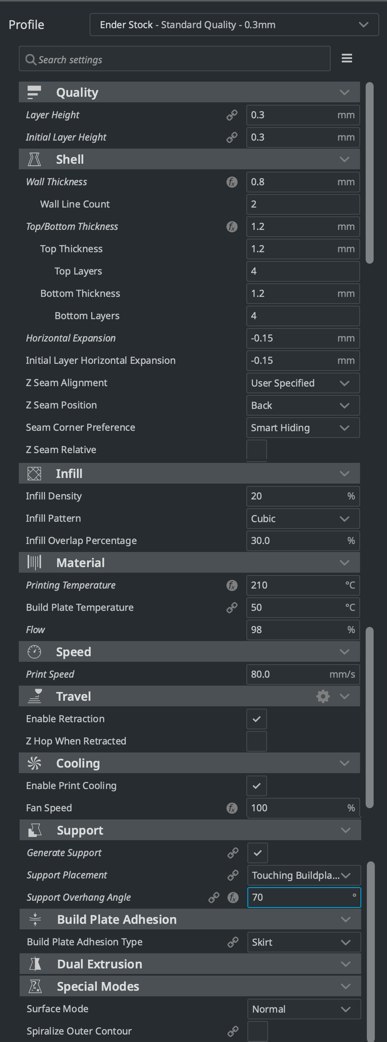 Profile Ender Stock - Standard Quality - 0.3mm
Search settings
Quality
Layer Height 0.3 mm
Initial Layer Height 0.3 mm
Shell
Wall Thickness 0.8 mm
Wall Line Count 2
Top/Bottom Thickness 1.2 mm
Top Thickness 1.2 mm
Top Layers 4
Bottom Thickness 1.2 mm
Bottom Layers 4
Horizontal Expansion -0.15 mm
Initial Layer Horizontal Expansion -0.15 mm
Z Seam Alignment User Specified
Z Seam Position Back
Seam Corner Preference Smart Hiding
Z Seam Relative
Infill
Infill Density 20 %
Infill Pattern Cubic
Infill Overlap Percentage 30.0 %
Material
Printing Temperature 210 °C
Build Plate Temperature 50 °C
Flow 98 %
Speed
Print Speed 80.0 mm/s
Travel
Enable Retraction
Z Hop When Retracted
Cooling
Enable Print Cooling
Fan Speed 100 %
Support
Generate Support
Support Placement Touching Buildpla...
Support Overhang Angle 70 °
Build Plate Adhesion
Build Plate Adhesion Type Skirt
Dual Extrusion
Special Modes
Surface Mode Normal
Spiralize Outer Contour